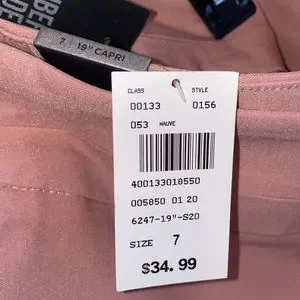 7 | 19" CAPRI
CLASS STYLE
00133 0156
053 MAUVE
400133018550
005850 01 20
6247-19"-S20
SIZE 7
$34.99